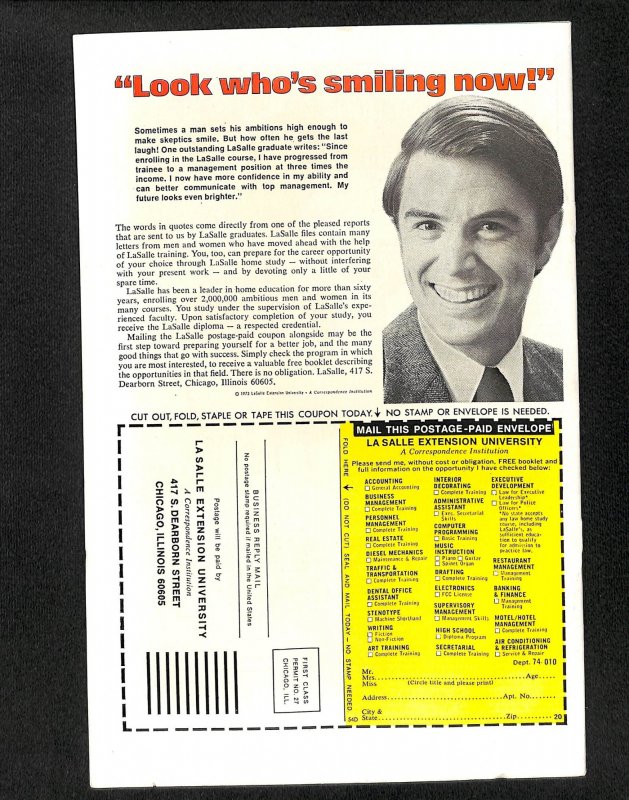 “Look who’s smiling now!”
Sometimes a man sets his ambitions high enough to
make skeptics smile. But how often he gets the last
laugh! One outstanding LaSalle graduate writes: “Since
enrolling in the LaSalle course, I have progressed from
trainee to a management position at three times the
income. I now have more confidence in my ability and
can better communicate with top management. My
future looks even brighter.”
The words in quotes come directly from one of the pleased reports
that are sent to us by LaSalle graduates. LaSalle files contain many
letters from men and women who have moved ahead with the help
of LaSalle training. You, too, can prepare for the career opportunity
of your choice through LaSalle home study — without interfering
with your present work — and by devoting only a little of your
spare time.
LaSalle has been a leader in home education for more than sixty
years, enrolling over 2,000,000 ambitious men and women in its
many courses. You study under the supervision of LaSalle's expe-
rienced faculty. Upon satisfactory completion of your study, you
receive the LaSalle diploma — a respected credential.
Mailing the LaSalle postage-paid coupon alongside may be the
first step toward preparing yourself for a better job, and the many
good things that go with success. Simply check the program in which
you are most interested, to receive a valuable free booklet describing
the opportunities in that field. There is no obligation. LaSalle, 417 S.
Dearborn Street, Chicago, Illinois 60605.
© 1973 LaSalle Extension University • A Correspondence Institution
CUT OUT, FOLD, STAPLE OR TAPE THIS COUPON TODAY. NO STAMP OR ENVELOPE IS NEEDED.
Postage will be paid by
LA SALLE EXTENSION UNIVERSITY
A Correspondence Institution
417 S. DEARBORN STREET
CHICAGO, ILLINOIS 60605
BUSINESS REPLY MAIL
No postage stamp required if mailed in the United States
FIRST CLASS
PERMIT NO. 27
CHICAGO, ILL.
FOLD HERE (DO NOT CUT) SEAL AND MAIL TODAY—NO STAMP NEEDED
MAIL THIS POSTAGE-PAID ENVELOPE
LA SALLE EXTENSION UNIVERSITY
A Correspondence Institution
Please send me, without cost or obligation, FREE booklet and
full information on the opportunity I have checked below:
ACCOUNTING
General Accounting
BUSINESS
MANAGEMENT
Complete Training
PERSONNEL
MANAGEMENT
Complete Training
REAL ESTATE
Complete Training
DIESEL MECHANICS
Maintenance & Repair
TRAFFIC &
TRANSPORTATION
Complete Training
DENTAL OFFICE
ASSISTANT
Complete Training
STENOTYPE
Machine Shorthand
WRITING
Fiction
Non-Fiction
ART TRAINING
Complete Training
INTERIOR
DECORATING
Complete Training
ADMINISTRATIVE
ASSISTANT
Exec. Secretarial
Skills
COMPUTER
PROGRAMMING
Basic Training
MUSIC
INSTRUCTION
Piano Guitar
Spinet Organ
DRAFTING
Complete Training
ELECTRONICS
FCC License
SUPERVISORY
MANAGEMENT
Management Skills
HIGH SCHOOL
Diploma Program
SECRETARIAL
Complete Training
EXECUTIVE
DEVELOPMENT
Law for Executive
Leadership*
Law for Police
Officers*
*No state accepts
any law home study
course, including
LaSalle's, as
sufficient educa-
tion to qualify
for admission to
practice law.
RESTAURANT
MANAGEMENT
Management
Training
BANKING
& FINANCE
Management
Training
MOTEL/HOTEL
MANAGEMENT
Complete Training
AIR CONDITIONING
& REFRIGERATION
Service & Repair
Dept. 74-010
Mr.
Mrs. Age
Miss (Circle title and please print)
Address Apt. No.
City &
State Zip 20
54D